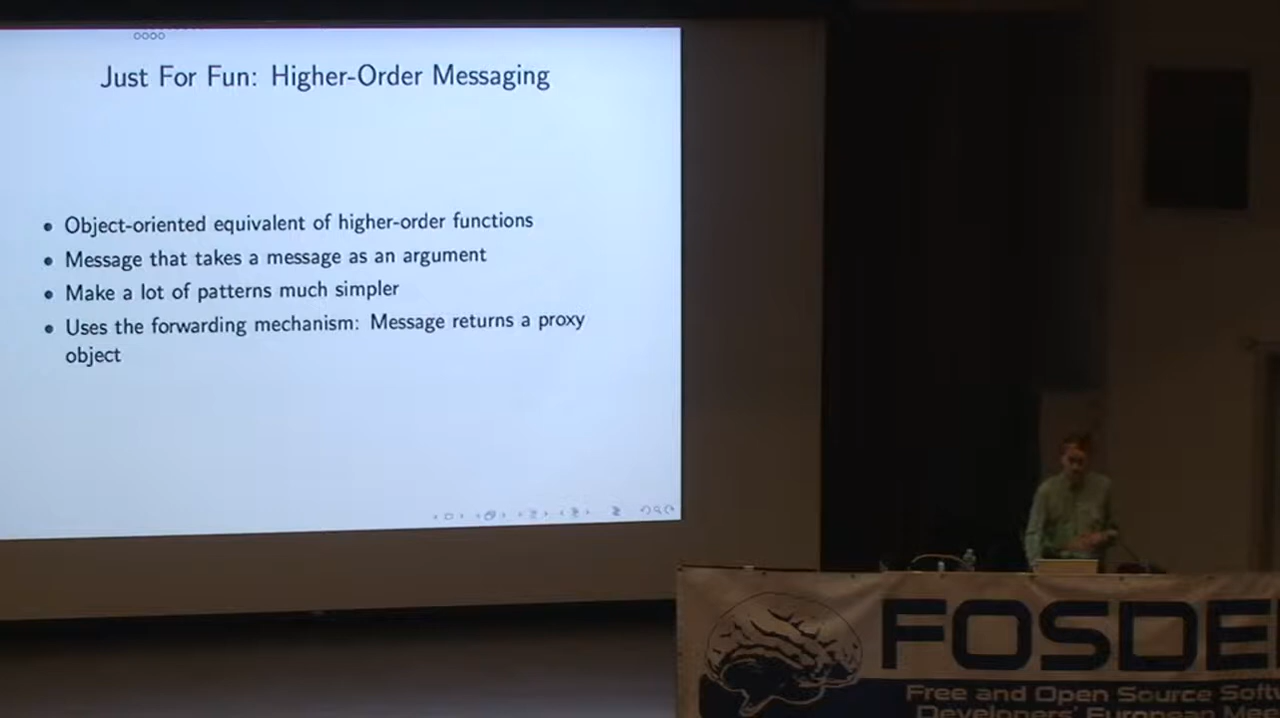 Just For Fun: Higher-Order Messaging
Object-oriented equivalent of higher-order functions
Message that takes a message as an argument
Make a lot of patterns much simpler
Uses the forwarding mechanism: Message returns a proxy
object
FOSDE
Free and Open Source Softw
Developers' European Mee